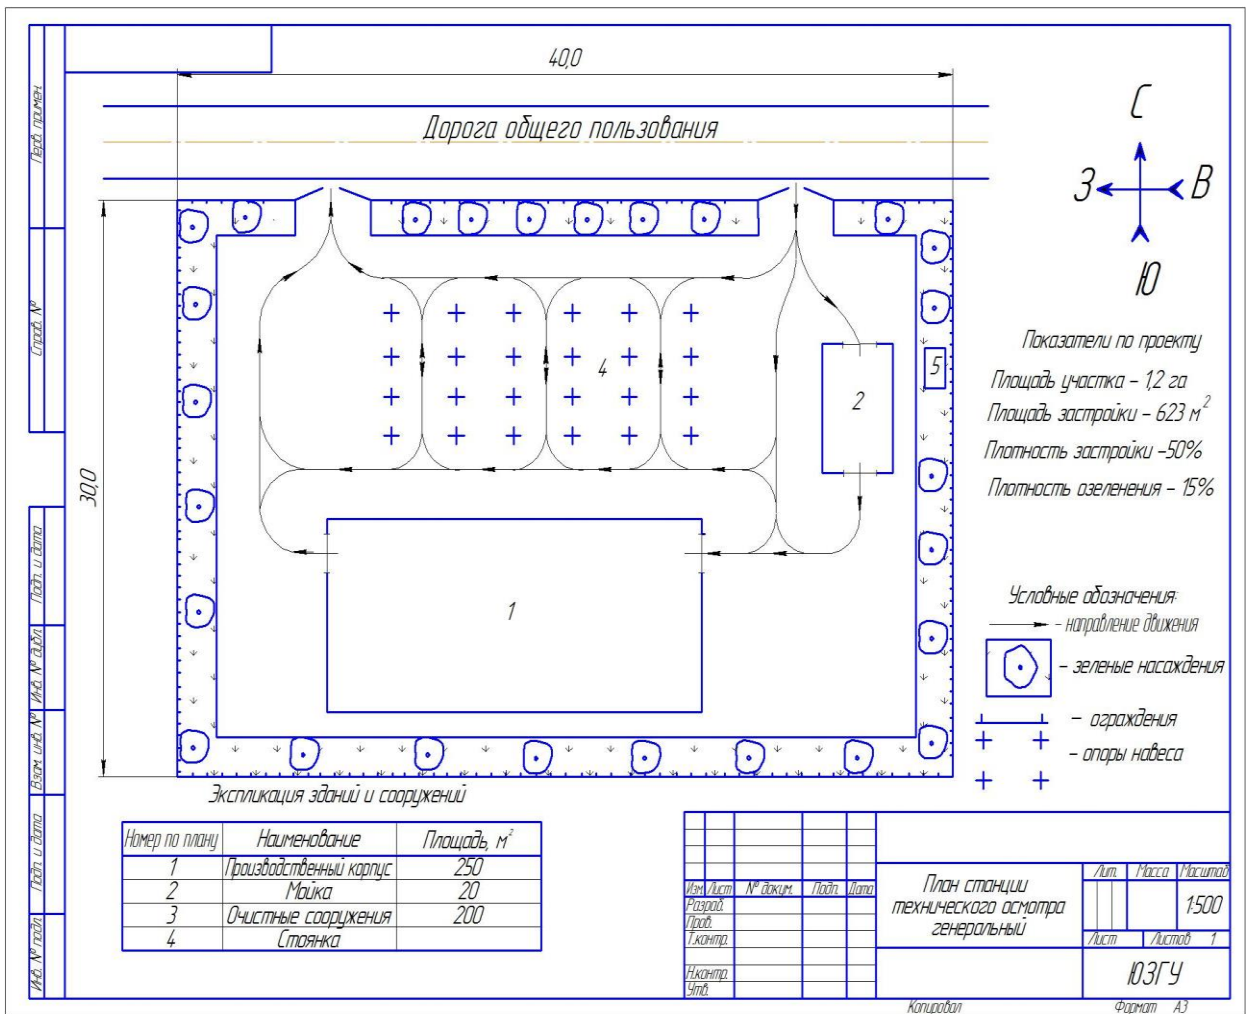 40,0
Дорога общего пользования
С
З
В
Ю
30,0
Показатели по проекту
Площадь участка – 1,2 га
Площадь застройки – 623 м²
Плотность застройки –50%
Плотность озеленения – 15%
4
2
5
1
Условные обозначения:
– направление движения
– зеленые насаждения
– ограждения
– опоры навеса
Экспликация зданий и сооружений
Номер по плану Наименование Площадь, м²
1 Производственный корпус 250
2 Мойка 20
3 Очистные сооружения 200
4 Стоянка
Изм. Лист № докум. Подп. Дата
Разраб.
Пров.
Т.контр.
Н.контр.
Утв.
План станции
технического осмотра
генеральный
Лит. Масса Масштаб
1:500
Лист Листов 1
ЮЗГУ
Копировал Формат А3
Перв. примен.
Справ. №
Подп. и дата
Инв. № дубл.
Взам. инв. №
Подп. и дата
Инв. № подл.